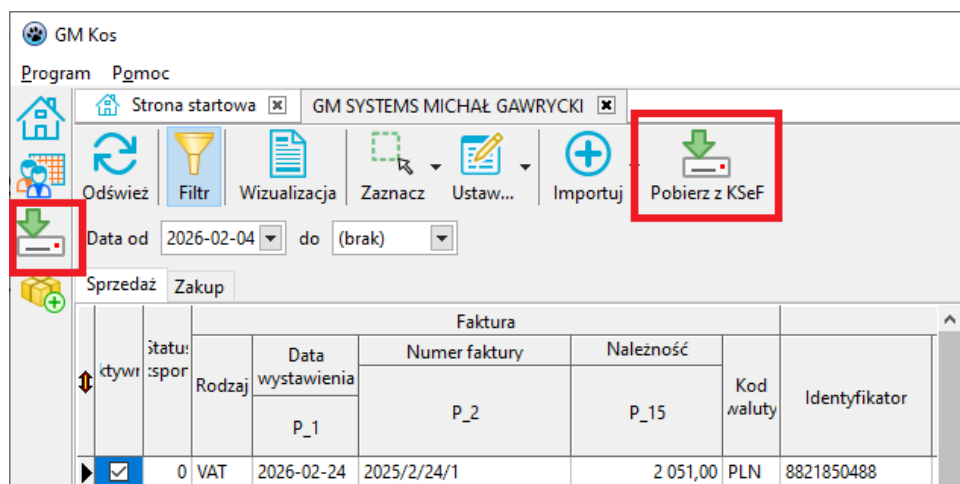 GM Kos
Program Pomoc
Strona startowa GM SYSTEMS MICHAŁ GAWRYCKI
Odśwież Filtr Wizualizacja Zaznacz Ustaw... Importuj Pobierz z KSeF
Data od 2026-02-04 do (brak)
Sprzedaż Zakup
Faktura
Rodzaj
Data wystawienia
P_1
Numer faktury
P_2
Należność
P_15
Kod
Identyfikator
0 VAT 2026-02-24 2025/2/24/1 2 051,00 PLN 8821850488